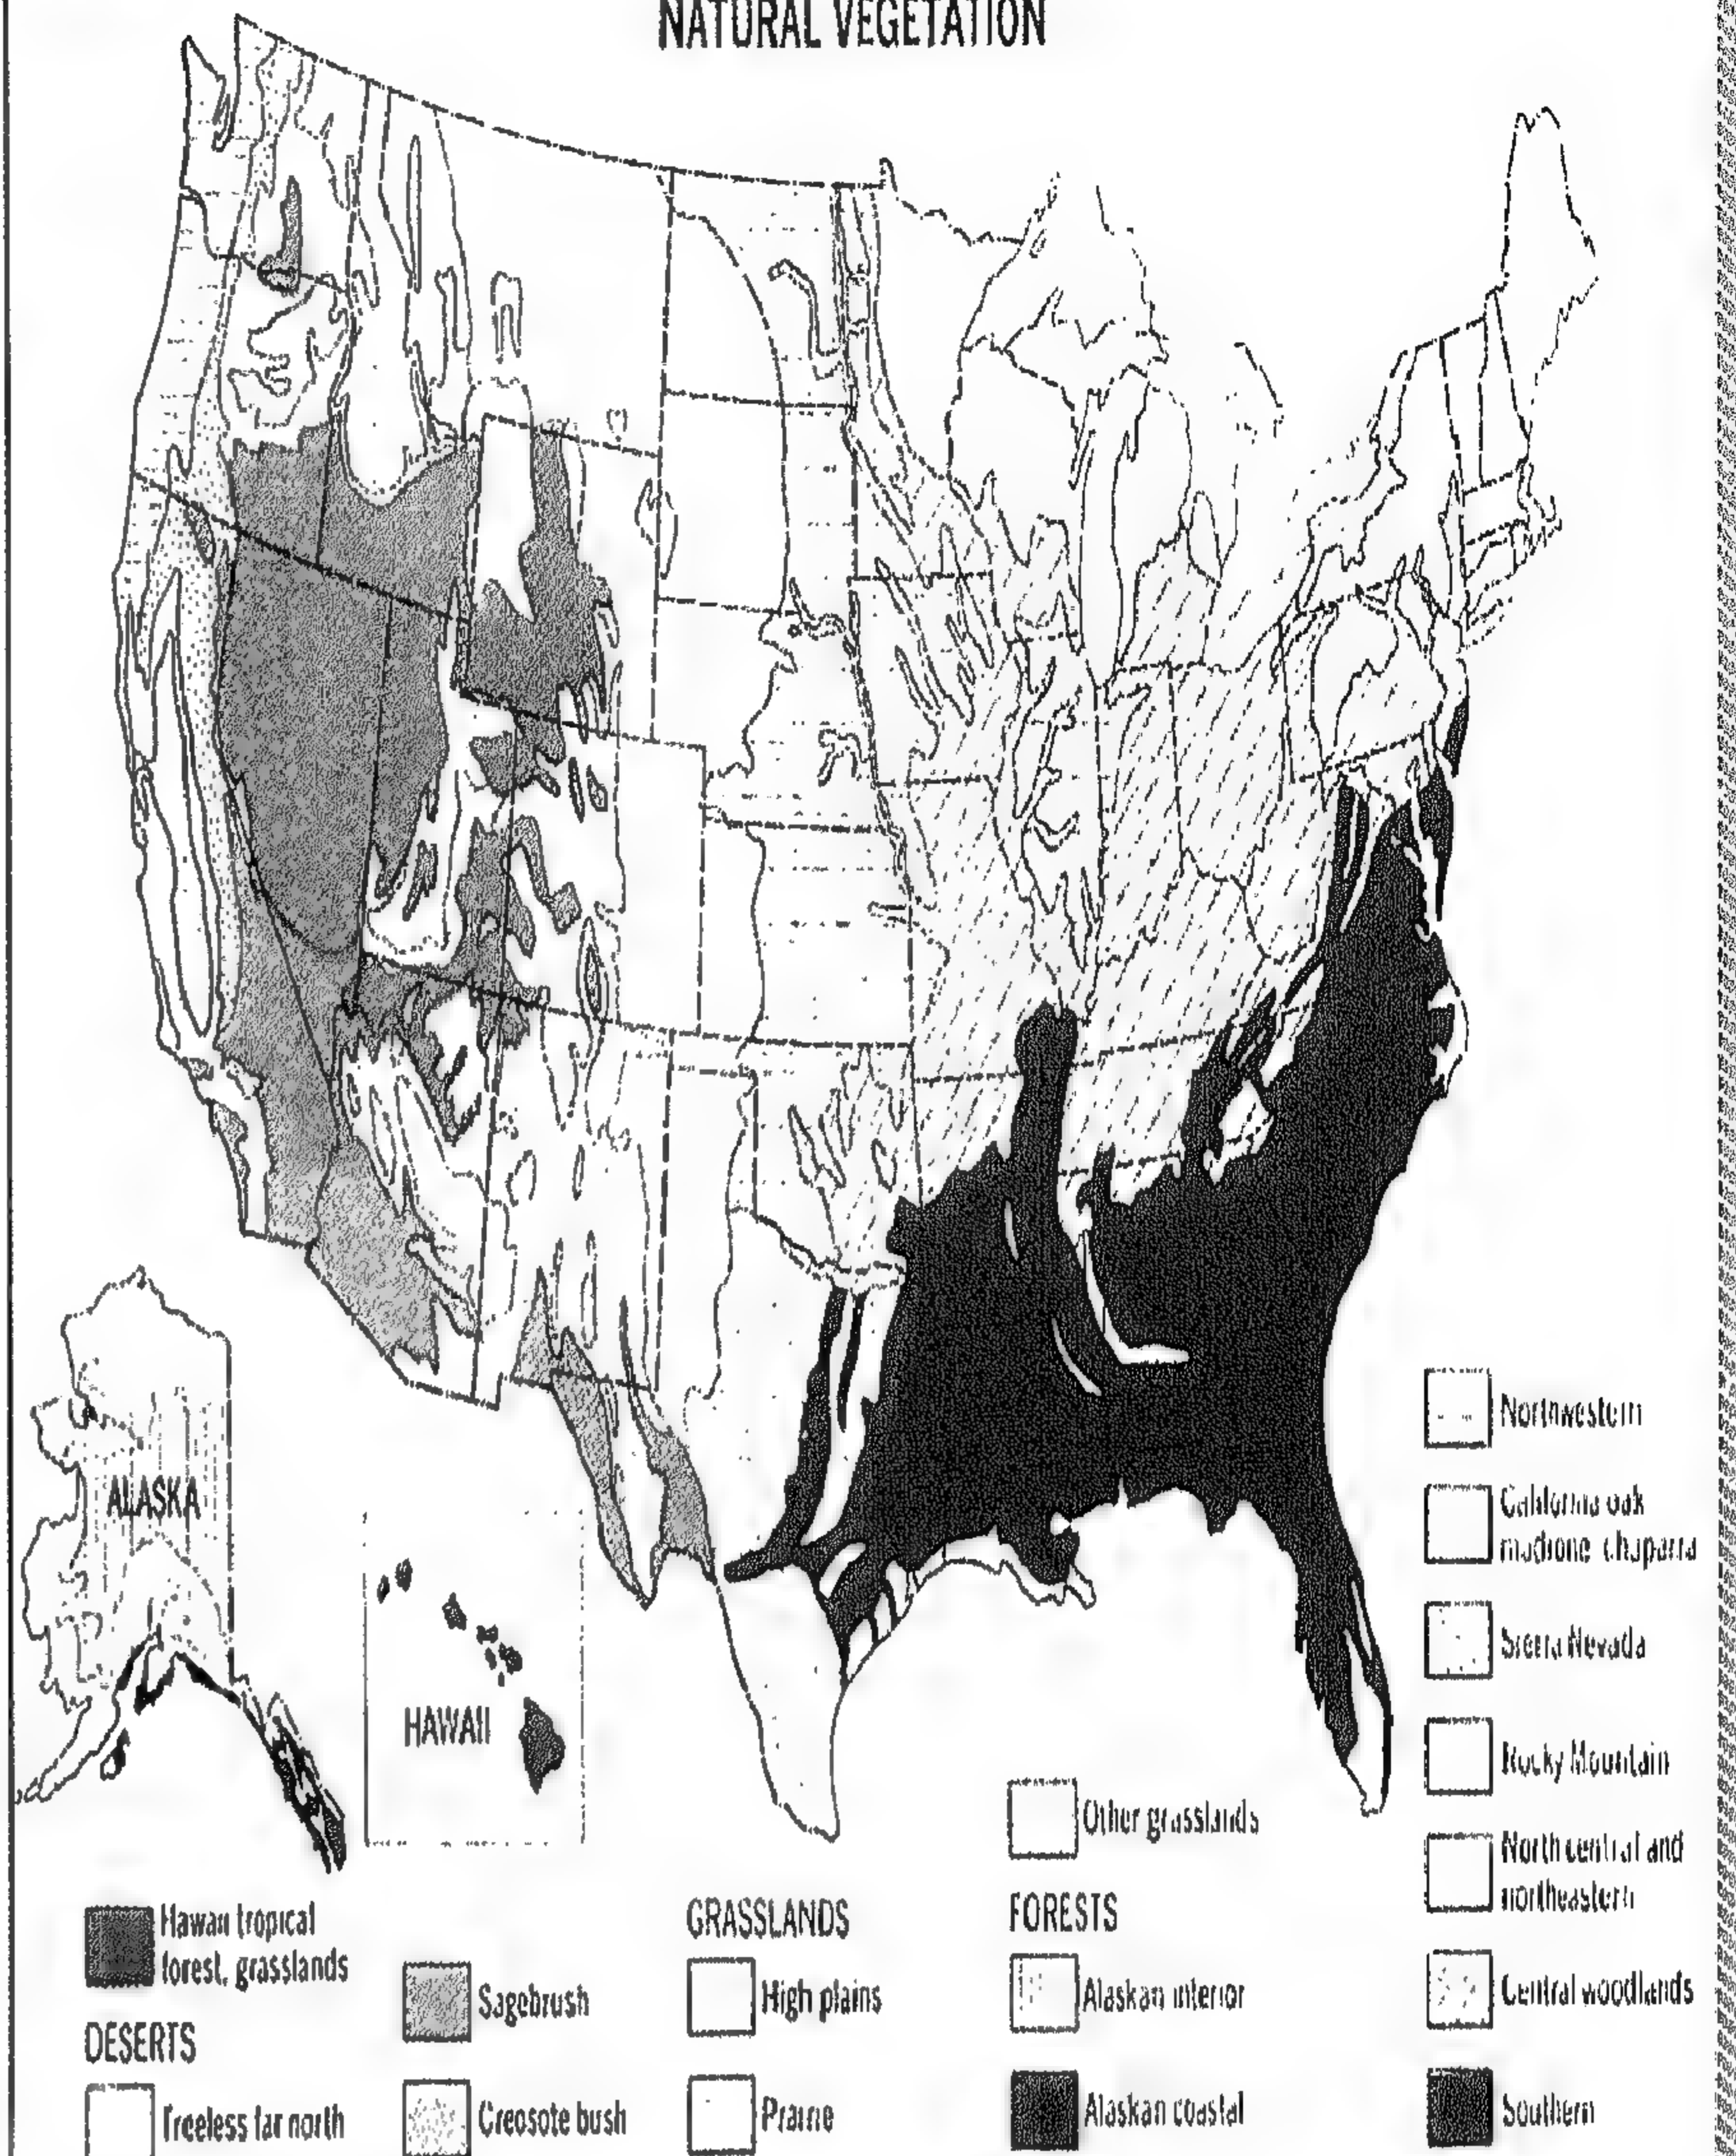 NATURAL VEGETATION
ALASKA
HAWAII
Hawaii tropical
forest, grasslands
DESERTS
Treeless far north
Sagebrush
Creosote bush
GRASSLANDS
High plains
Prairie
Other grasslands
FORESTS
Alaskan interior
Alaskan coastal
Northwestern
California oak
madrone chaparra
Sierra Nevada
Rocky Mountain
North central and
northeastern
Central woodlands
Southern